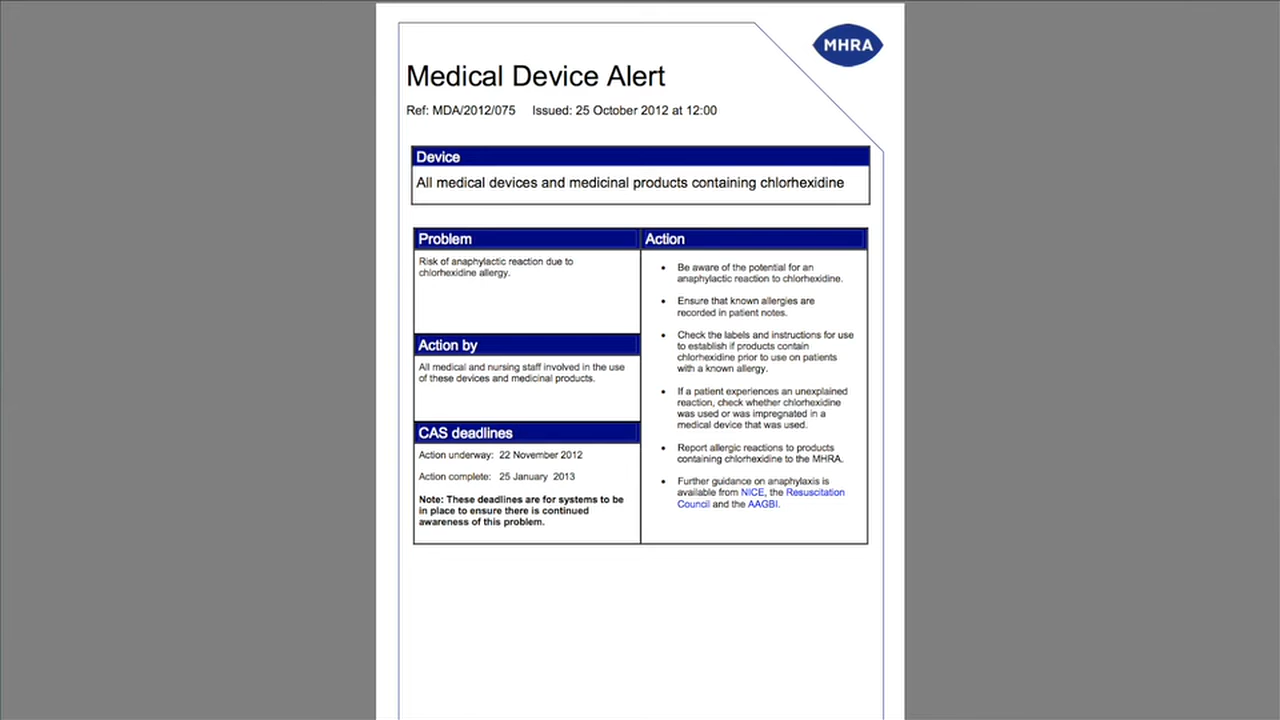 MHRA
Medical Device Alert
Ref: MDA/2012/075 Issued: 25 October 2012 at 12:00
Device
All medical devices and medicinal products containing chlorhexidine
Problem
Risk of anaphylactic reaction due to
chlorhexidine allergy.
Action by
All medical and nursing staff involved in the use
of these devices and medicinal products.
CAS deadlines
Action underway: 22 November 2012
Action complete: 25 January 2013
Note: These deadlines are for systems to be
in place to ensure there is continued
awareness of this problem.
Action
• Be aware of the potential for an
anaphylactic reaction to chlorhexidine.
• Ensure that known allergies are
recorded in patient notes.
• Check the labels and instructions for use
to establish if products contain
chlorhexidine prior to use on patients
with a known allergy.
• If a patient experiences an unexplained
reaction, check whether chlorhexidine
was used or was impregnated in a
medical device that was used.
• Report allergic reactions to products
containing chlorhexidine to the MHRA.
• Further guidance on anaphylaxis is
available from NICE, the Resuscitation
Council and the AAGBI.